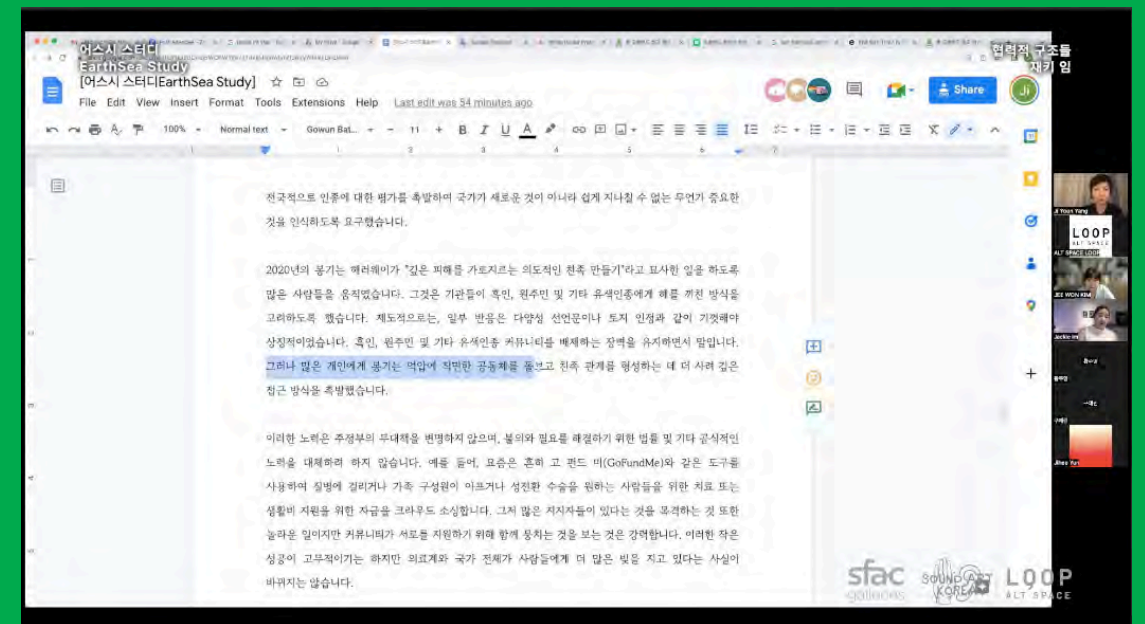 어스시 스터디
EarthSea Study
협력적 구조들
재키 임
[어스시 스터디EarthSea Study]
File Edit View Insert Format Tools Extensions Help Last edit was 54 minutes ago
Share
Ji
100% Normal text Gowun Bat... - 11 + B I U A
전국적으로 인종에 대한 평가를 촉발하여 국가가 새로운 것이 아니라 쉽게 지나칠 수 없는 무언가 중요한
것을 인식하도록 요구했습니다.
2020년의 봉기는 해러웨이가 "깊은 피해를 가로지르는 의도적인 친족 만들기"라고 묘사한 일을 하도록
많은 사람들을 움직였습니다. 그것은 기관들이 흑인, 원주민 및 기타 유색인종에게 해를 끼친 방식을
고려하도록 했습니다. 제도적으로는, 일부 반응은 다양성 선언문이나 토지 인정과 같이 기껏해야
상징적이었습니다. 흑인, 원주민 및 기타 유색인종 커뮤니티를 배제하는 장벽을 유지하면서 말입니다.
그러나 많은 개인에게 봉기는 억압에 직면한 공동체를 돌보고 친족 관계를 형성하는 데 더 사려 깊은
접근 방식을 촉발했습니다.
이러한 노력은 주정부의 무대책을 변명하지 않으며, 불의와 필요를 해결하기 위한 법률 및 기타 공식적인
노력을 대체하려 하지 않습니다. 예를 들어, 요즘은 흔히 고 펀드 미(GoFundMe)와 같은 도구를
사용하여 질병에 걸리거나 가족 구성원이 아프거나 성전환 수술을 원하는 사람들을 위한 치료 또는
생활비 지원을 위한 자금을 크라우드 소싱합니다. 그저 많은 지지자들이 있다는 것을 목격하는 것 또한
놀라운 일이지만 커뮤니티가 서로를 지원하기 위해 함께 뭉치는 것을 보는 것은 강력합니다. 이러한 작은
성공이 고무적이기는 하지만 의료계와 국가 전체가 사람들에게 더 많은 빚을 지고 있다는 사실이
바뀌지는 않습니다.
Ji Yoon Yang
LOOP
ALT SPACE
ALT SPACE LOOP
JEE WON KIM
Jackie Im
Jihee Yun
sfac
galleries
SOUND ART
KOREA
LOOP
ALT SPACE